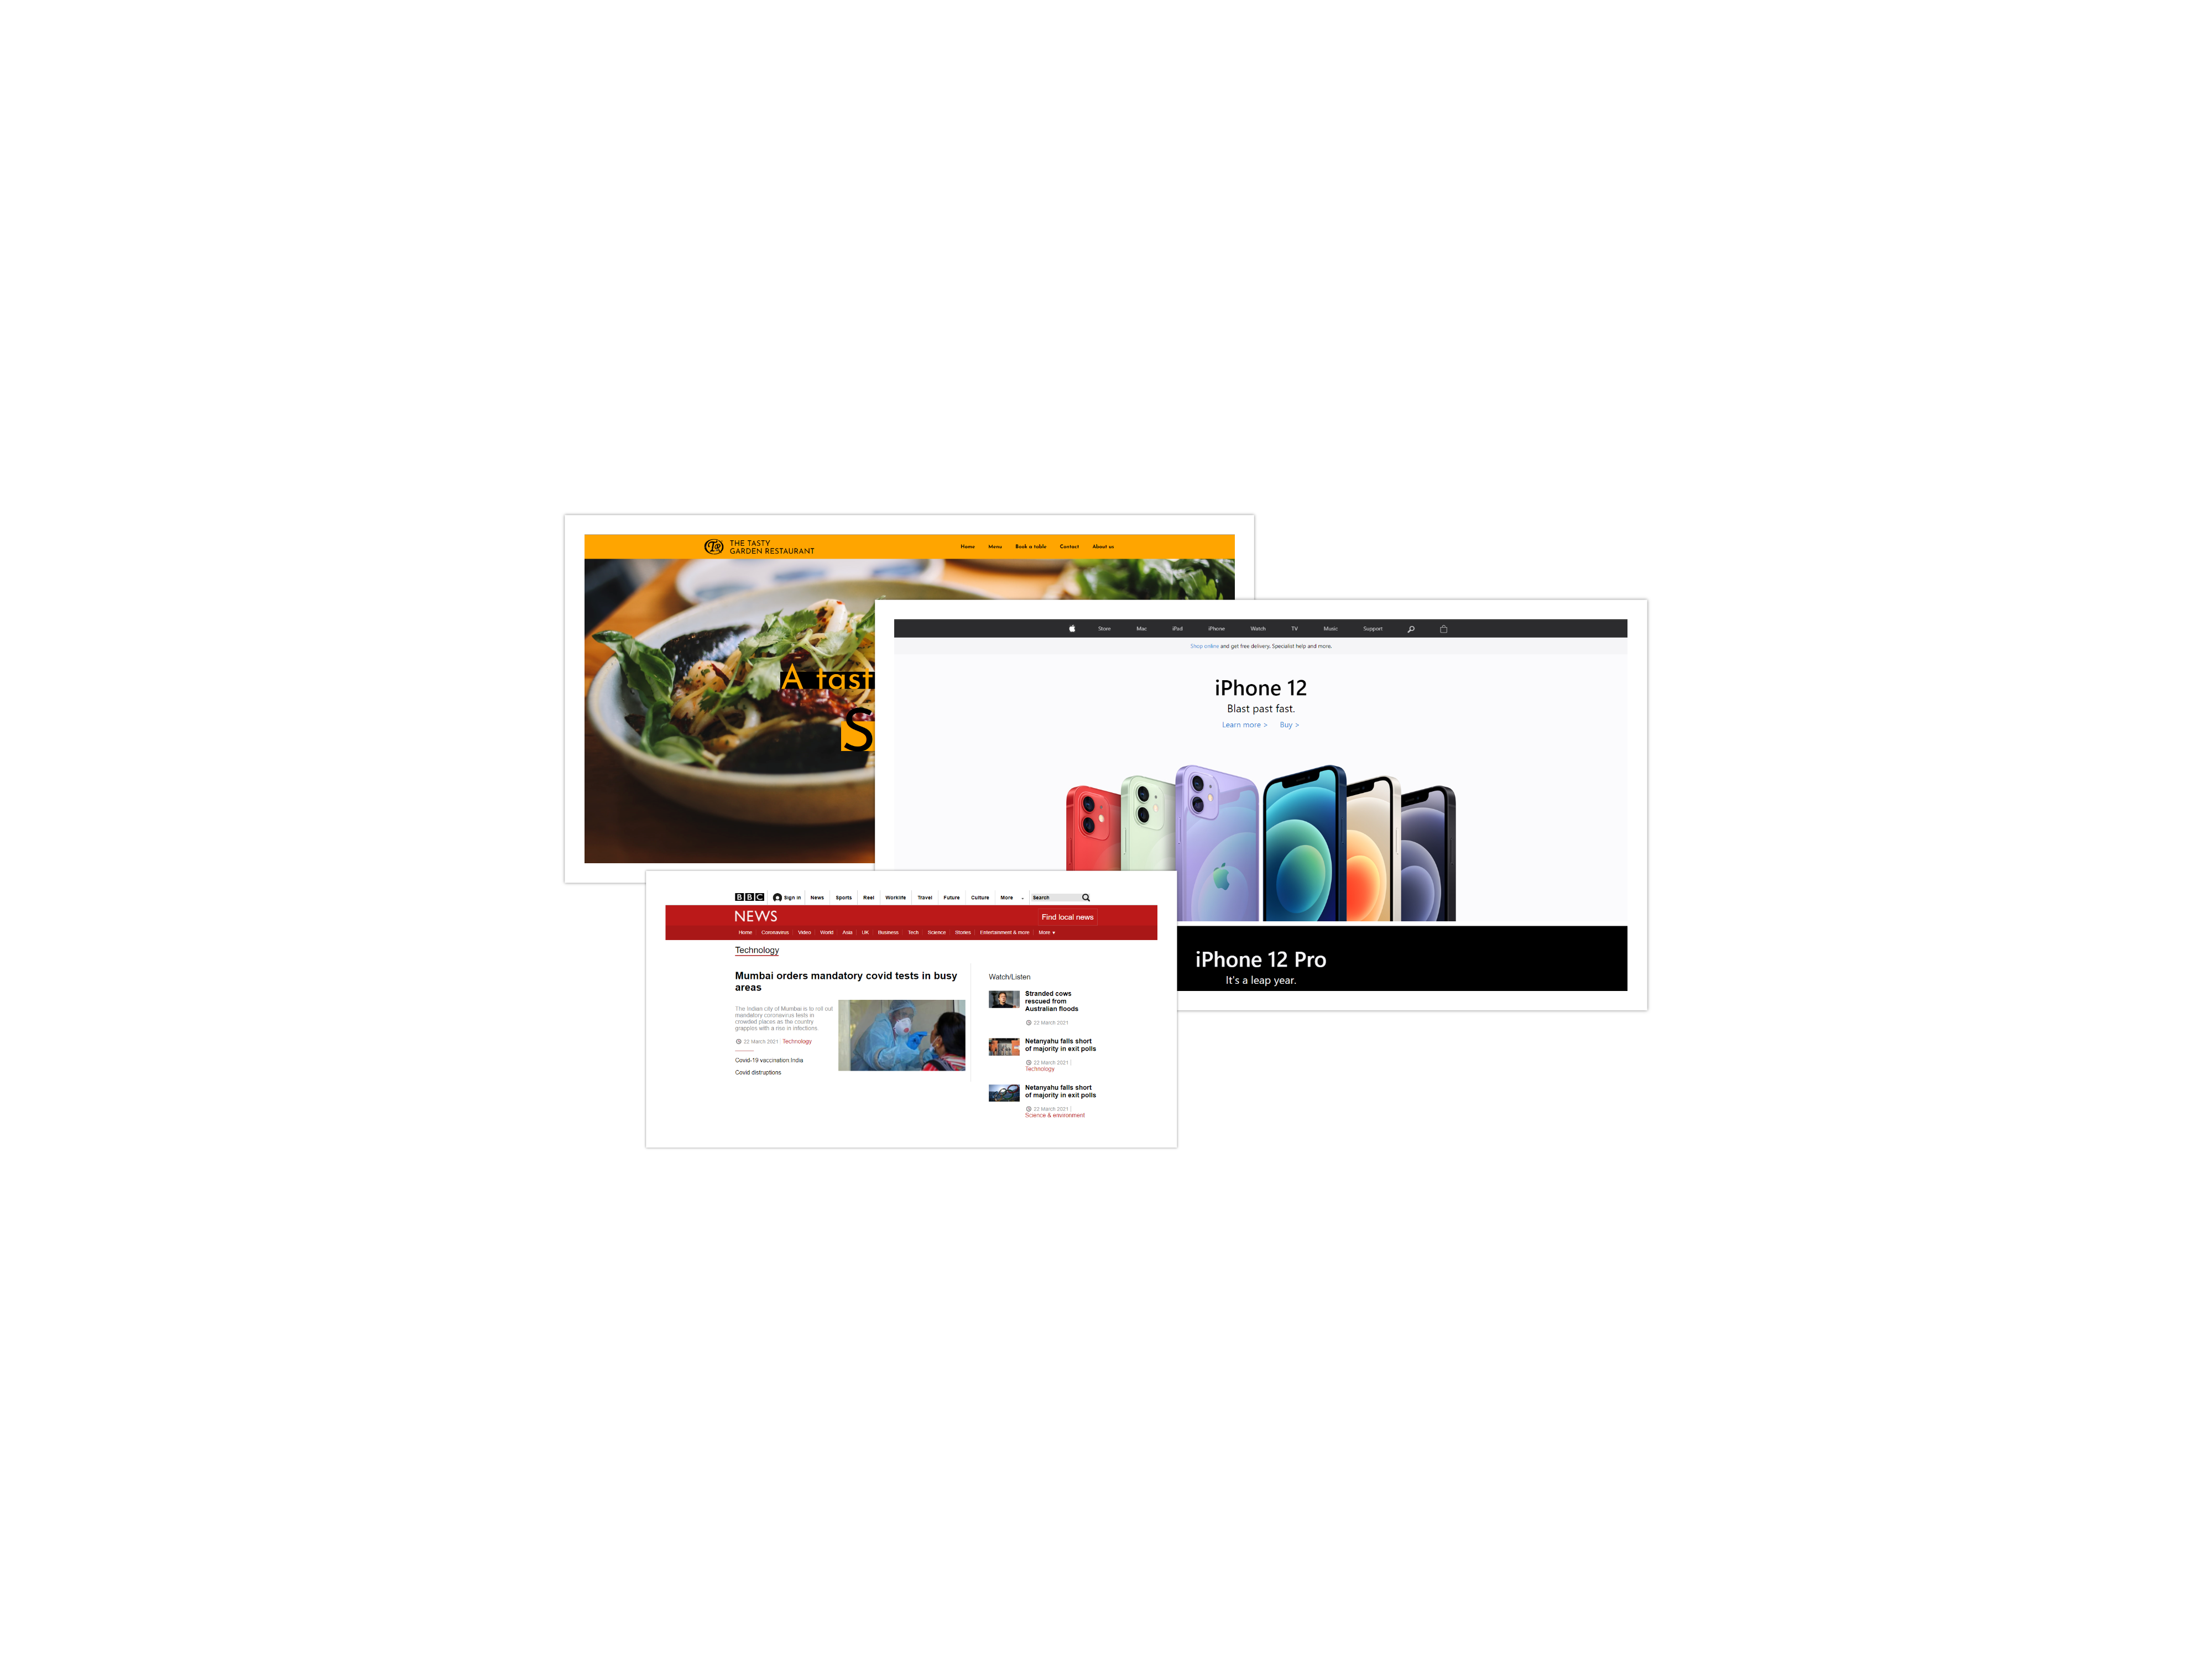 THE TASTY
GARDEN RESTAURANT
Home Menu Book a table Contact About us
A tast
S
Store Mac iPad iPhone Watch TV Music Support
Shop online and get free delivery. Specialist help and more.
iPhone 12
Blast past fast.
Learn more > Buy >
iPhone 12 Pro
It's a leap year.
BBC Sign in News Sports Reel Worklife Travel Future Culture More Search
NEWS
Find local news
Home Coronavirus Video World Asia UK Business Tech Science Stories Entertainment & more More
Technology
Mumbai orders mandatory covid tests in busy
areas
The Indian city of Mumbai is to roll out
mandatory coronavirus tests in
crowded places as the country
grapples with a rise in infections.
22 March 2021 | Technology
Covid-19 vaccination India
Covid distruptions
Watch/Listen
Stranded cows
rescued from
Australian floods
22 March 2021
Netanyahu falls short
of majority in exit polls
22 March 2021 |
Technology
Netanyahu falls short
of majority in exit polls
22 March 2021 |
Science & environment